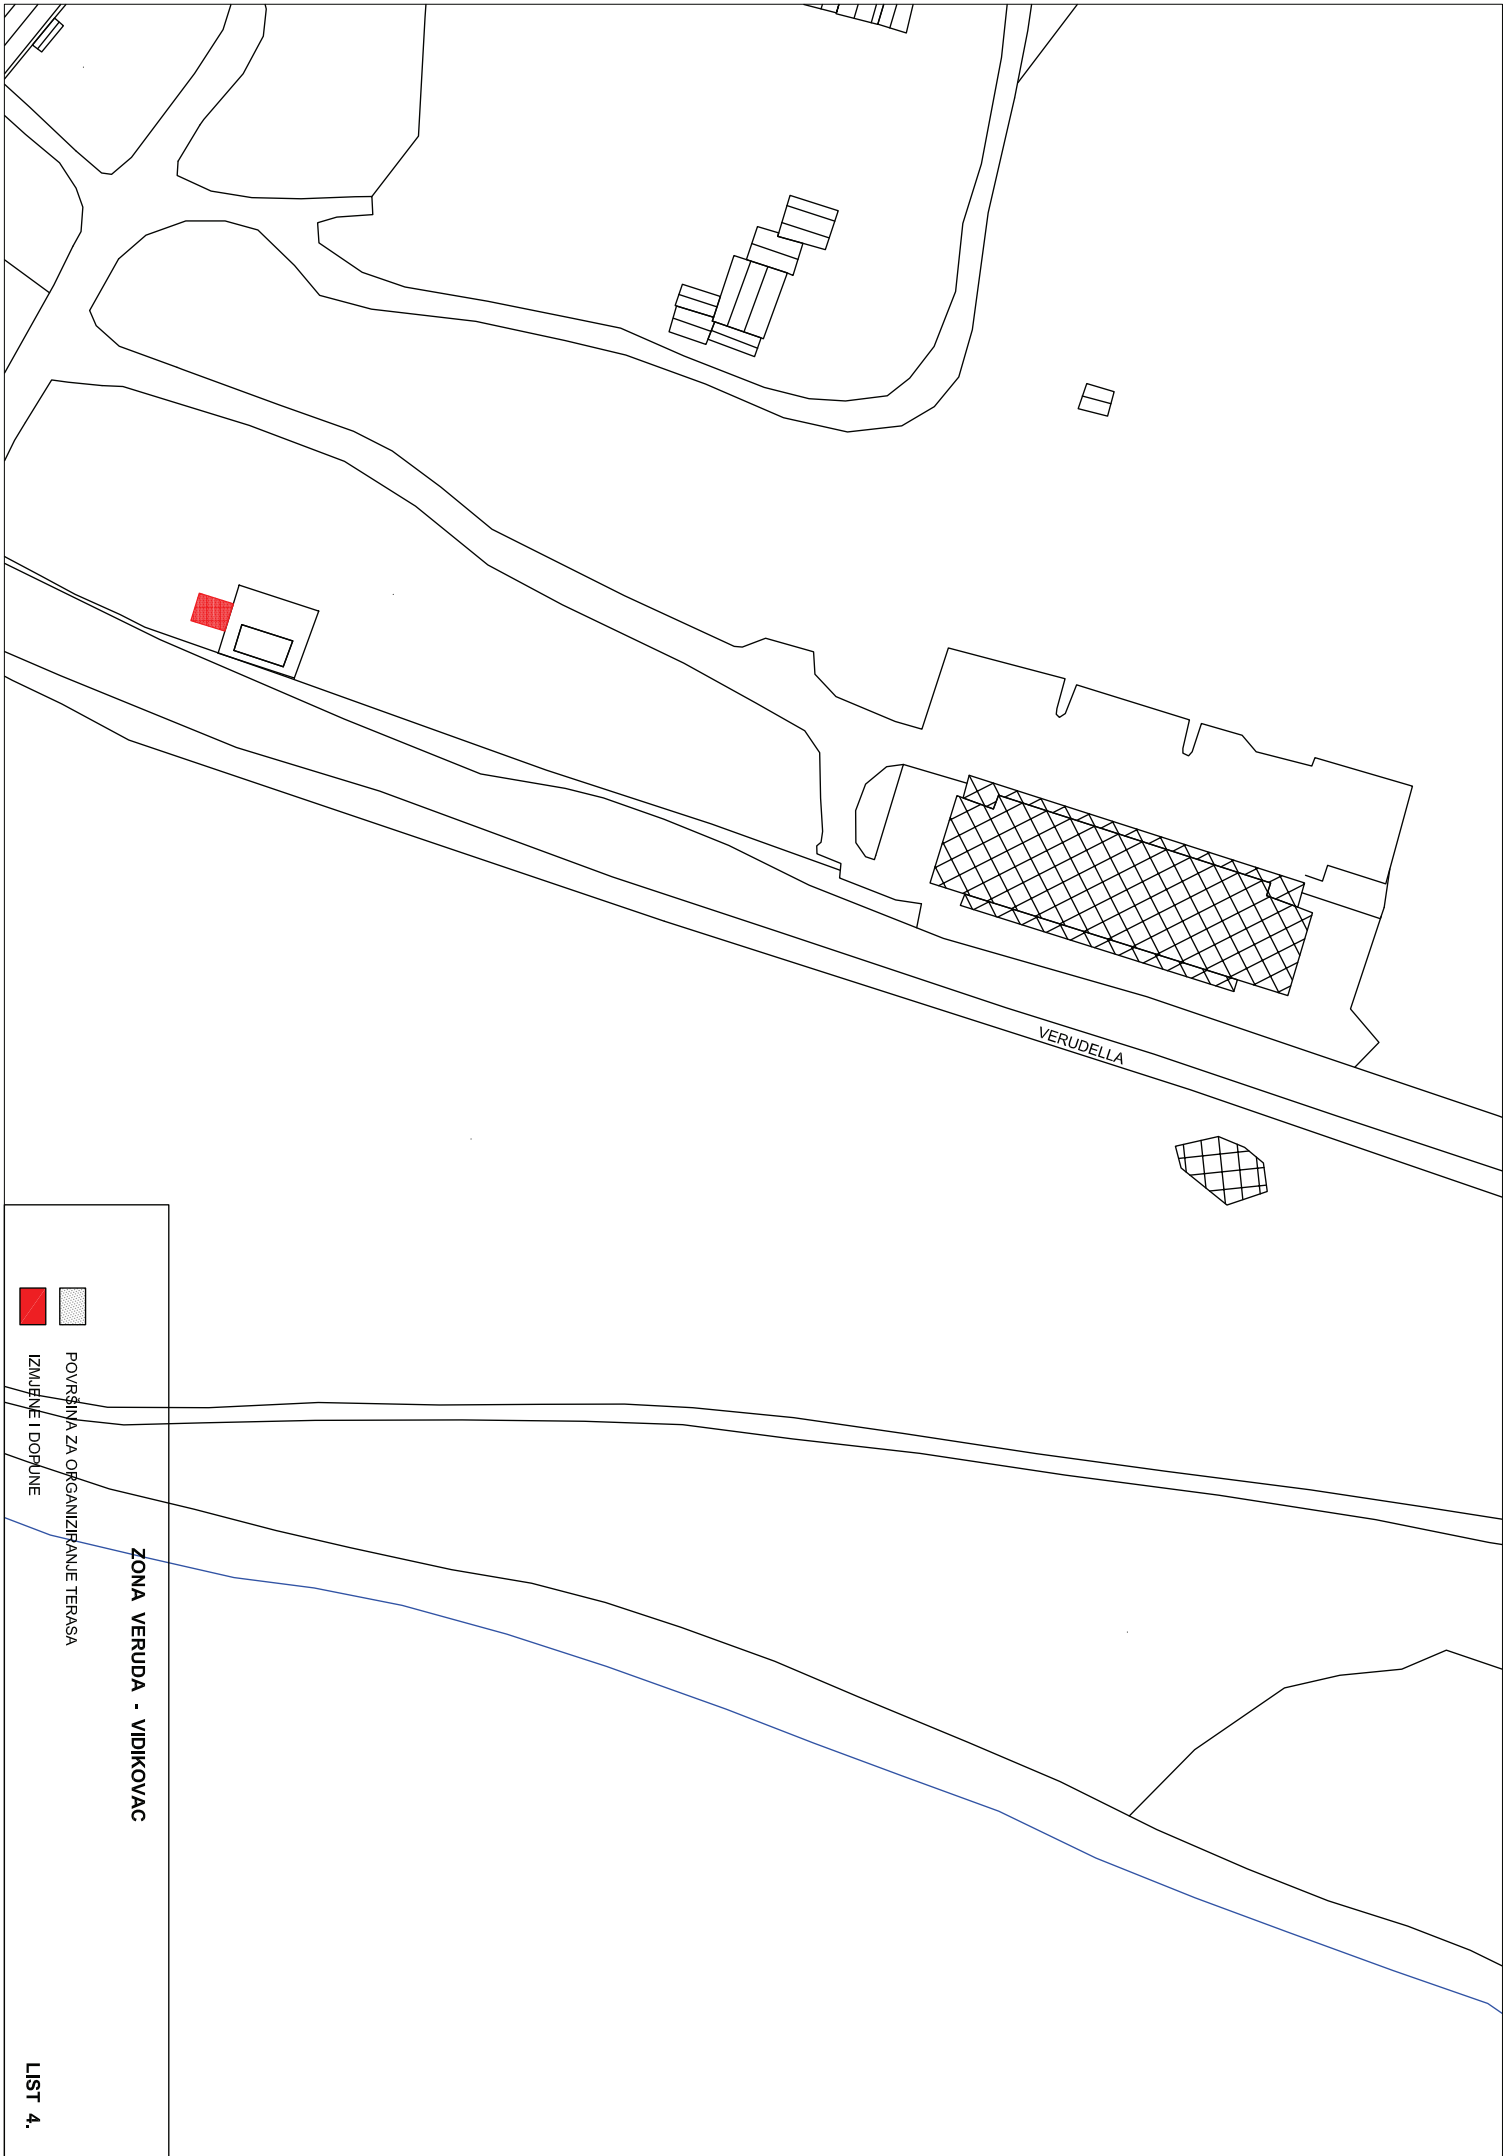 VERUDELLA
ZONA VERUDA - VIDIKOVAC
POVRŠINA ZA ORGANIZIRANJE TERASA
IZMJENE I DOPUNE
LIST 4.